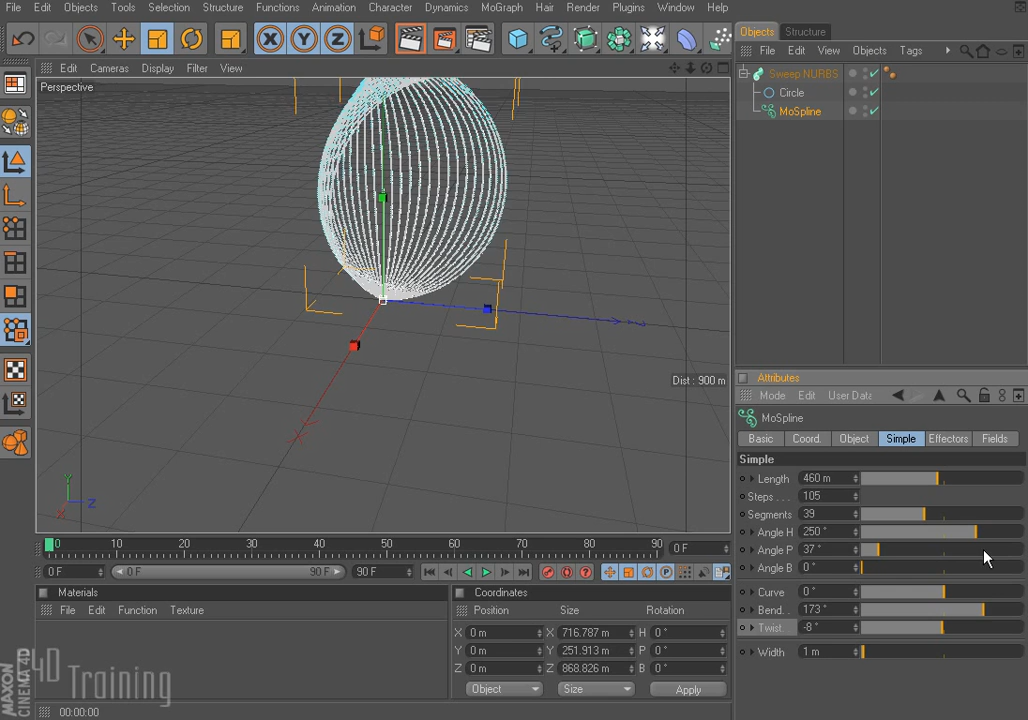 File Edit Objects Tools Selection Structure Functions Animation Character Dynamics MoGraph Hair Render Plugins Window Help
Objects Structure
File Edit View Objects Tags
Edit Cameras Display Filter View
Perspective
Sweep NURBS
Circle
MoSpline
Dist : 900 m
Y
Z
X
Attributes
Mode Edit User Data
MoSpline
Basic Coord. Object Simple Effectors Fields
Simple
Length 460 m
Steps . . . 105
Segments 39
Angle H 250 °
Angle P 37 °
Angle B 0 °
Curve 0 °
Bend... 173 °
Twist. -8 °
Width 1 m
0 10 20 30 40 50 60 70 80 90 0 F
0 F 0 F 90 F 90 F
Materials
File Edit Function Texture
Coordinates
Position Size Rotation
X 0 m X 716.787 m H 0 °
Y 0 m Y 251.913 m P 0 °
Z 0 m Z 868.826 m B 0 °
Object Size Apply
MAXON CINEMA 4D
4D Training
00:00:00